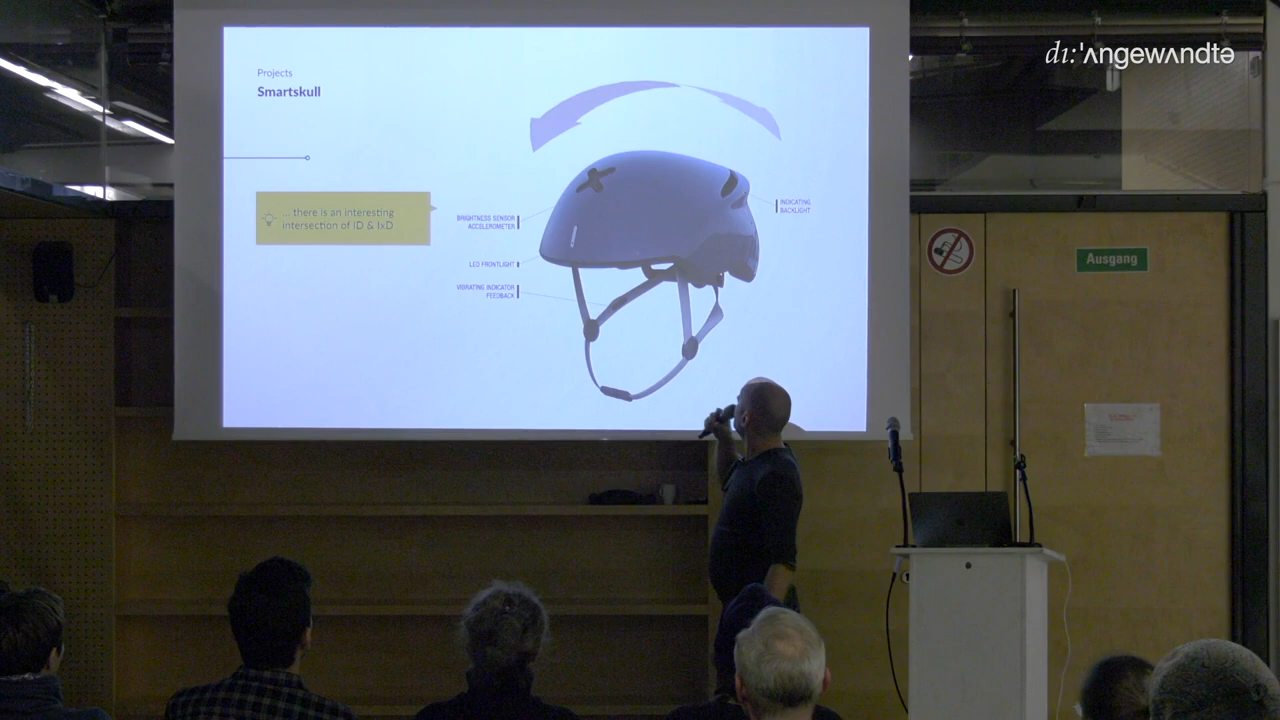 dı:'ʌngewʌndtə
Projects
Smartskull
... there is an interesting
intersection of ID & IxD
BRIGHTNESS SENSOR
ACCELEROMETER
LED FRONTLIGHT
VIBRATING INDICATOR
FEEDBACK
INDICATING
BACKLIGHT
Ausgang